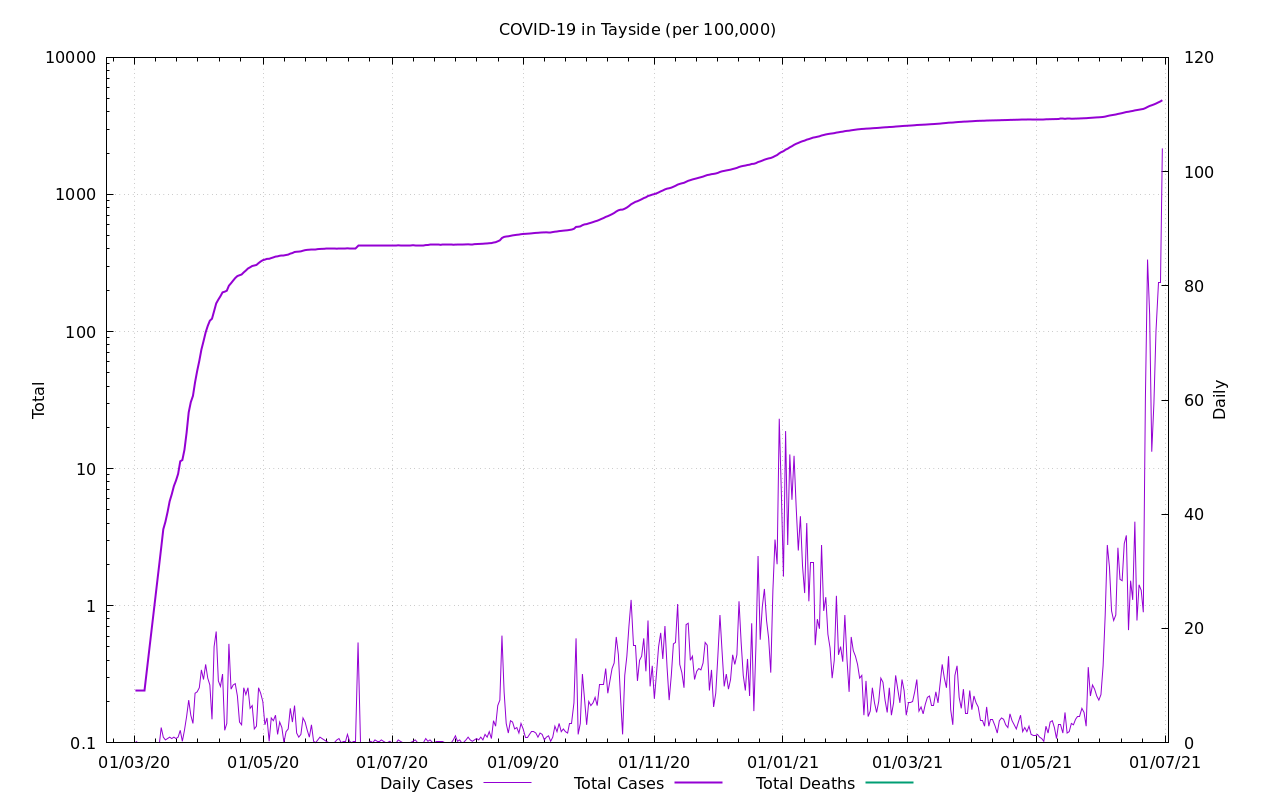 COVID-19 in Tayside (per 100,000)
10000
1000
100
10
1
0.1
Total
120
100
80
60
40
20
0
Daily
01/03/20 01/05/20 01/07/20 01/09/20 01/11/20 01/01/21 01/03/21 01/05/21 01/07/21
Daily Cases Total Cases Total Deaths